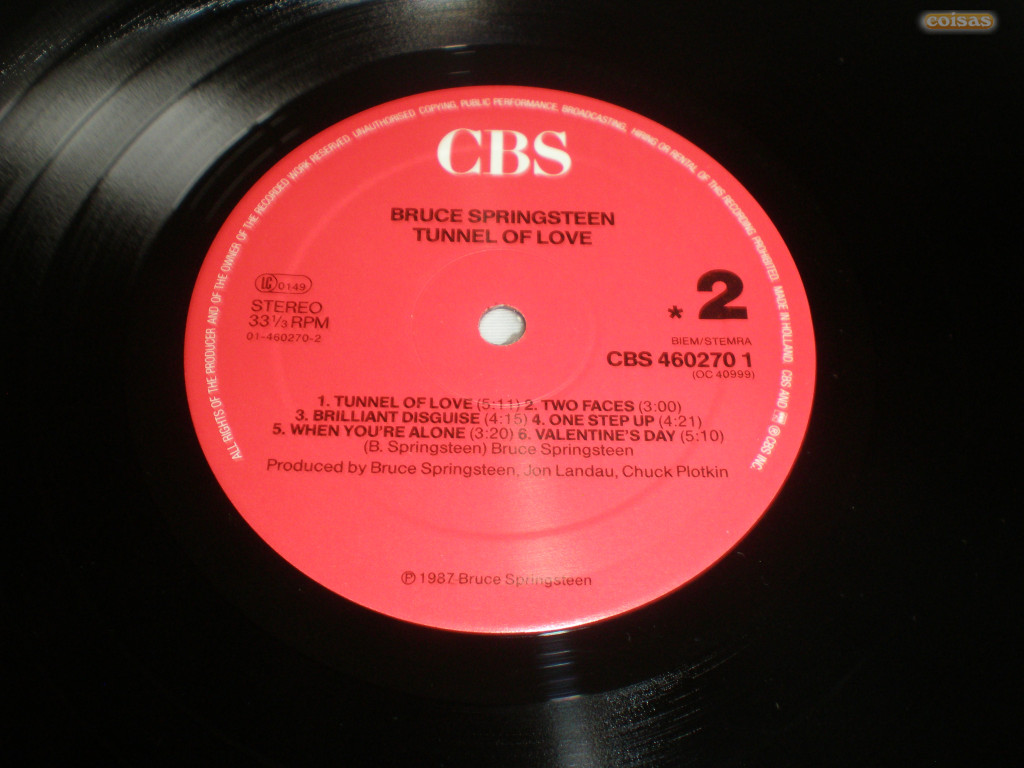 coisas
ALL RIGHTS OF THE PRODUCER AND OF THE OWNER OF THE RECORDED WORK RESERVED. UNAUTHORISED COPYING, PUBLIC PERFORMANCE, BROADCASTING, HIRING OR RENTAL OF THIS RECORDING PROHIBITED. MADE IN HOLLAND. CBS AND ® © CBS INC.
CBS
BRUCE SPRINGSTEEN
TUNNEL OF LOVE
LC 0149
STEREO
33 1/3 RPM
01-460270-2
* 2
BIEM/STEMRA
CBS 460270 1
(OC 40999)
1. TUNNEL OF LOVE (5:11) 2. TWO FACES (3:00)
3. BRILLIANT DISGUISE (4:15) 4. ONE STEP UP (4:21)
5. WHEN YOU'RE ALONE (3:20) 6. VALENTINE'S DAY (5:10)
(B. Springsteen) Bruce Springsteen
Produced by Bruce Springsteen, Jon Landau, Chuck Plotkin
℗ 1987 Bruce Springsteen